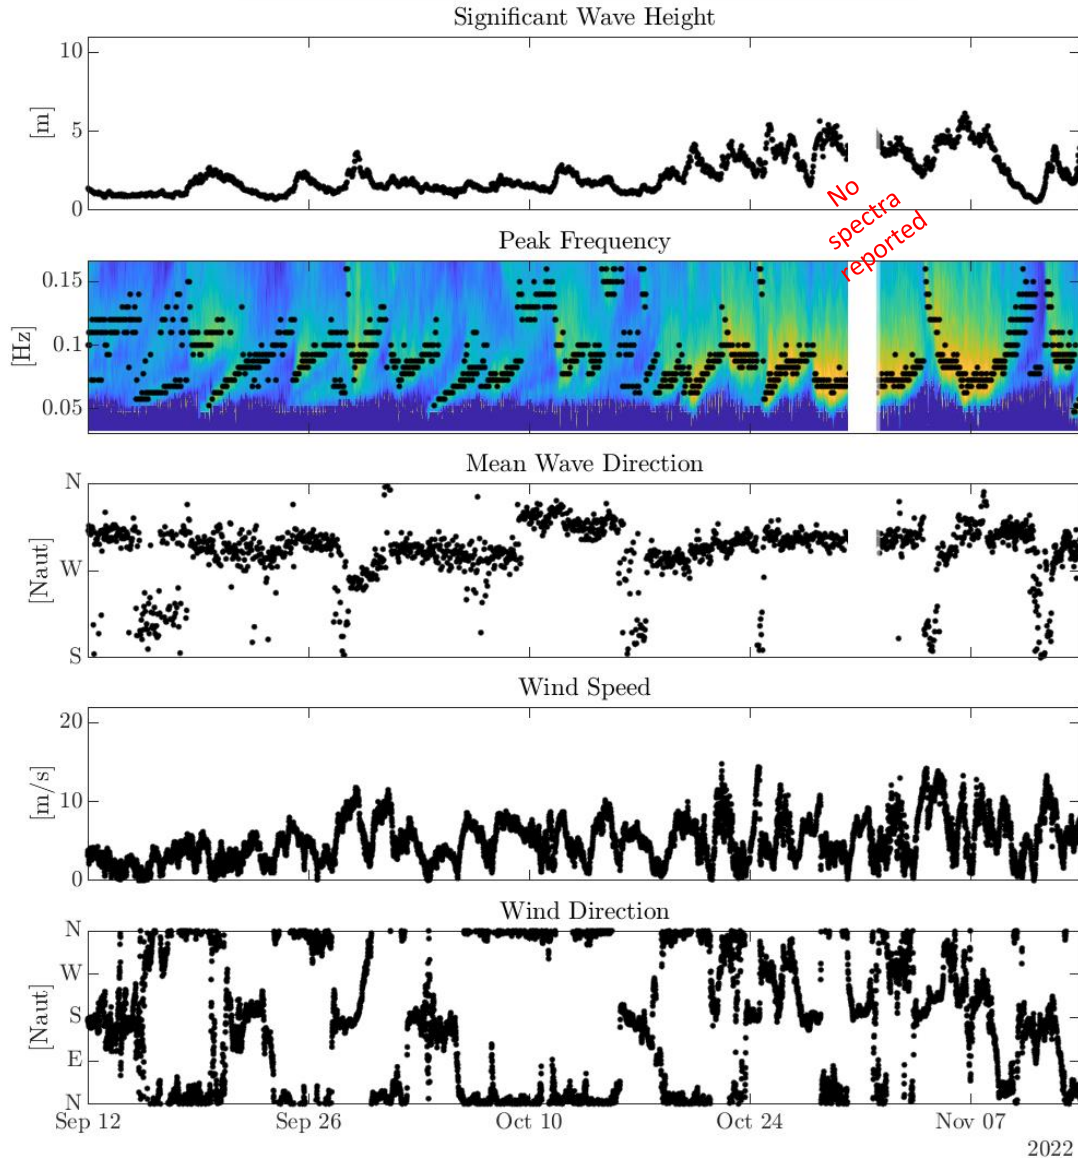 Significant Wave Height
10
5
0
[m]
No
spectra
reported
Peak Frequency
0.15
0.1
0.05
[Hz]
Mean Wave Direction
N
W
S
[Naut]
Wind Speed
20
10
0
[m/s]
Wind Direction
N
W
S
E
N
[Naut]
Sep 12 Sep 26 Oct 10 Oct 24 Nov 07
2022